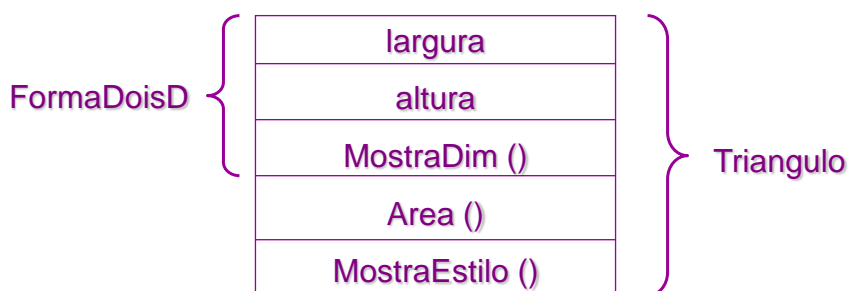 largura
FormaDoisD
altura
MostraDim ()
Triangulo
Area ()
MostraEstilo ()